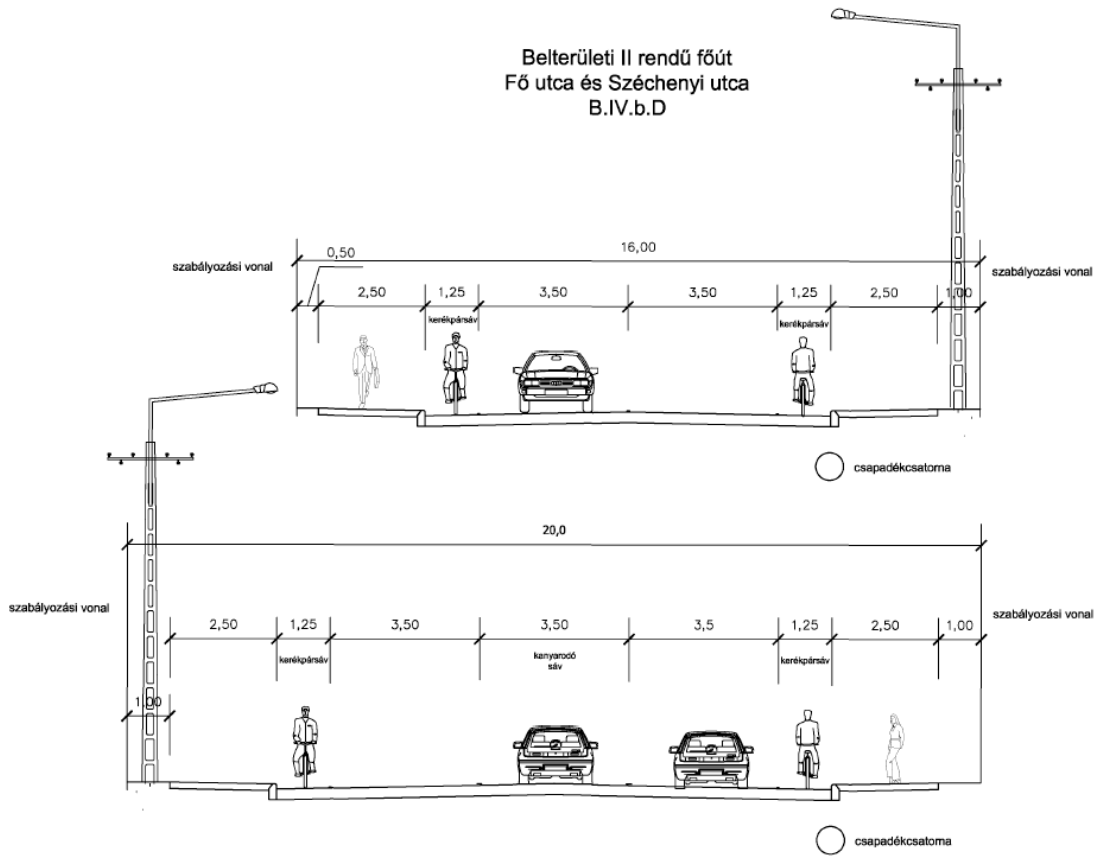 Belterületi II rendű főút
Fő utca és Széchenyi utca
B.IV.b.D
0,50
16,00
szabályozási vonal
szabályozási vonal
2,50
1,25
3,50
3,50
1,25
2,50
1,00
kerékpársáv
kerékpársáv
csapadékcsatorna
20,0
szabályozási vonal
szabályozási vonal
2,50
1,25
3,50
3,50
3,5
1,25
2,50
1,00
kerékpársáv
kanyarodó
sáv
kerékpársáv
1,00
csapadékcsatorna